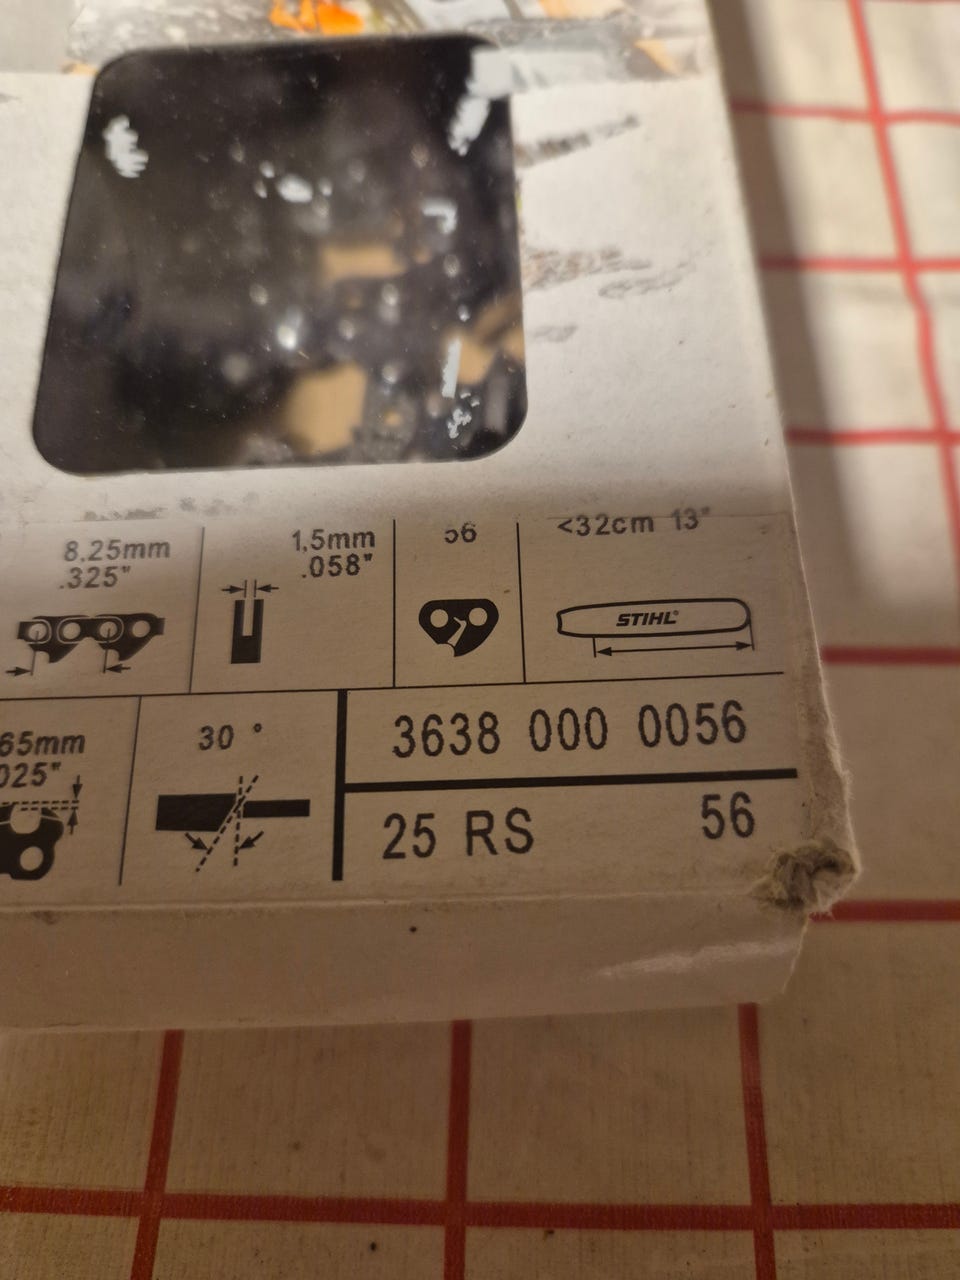 8,25mm
.325"
1,5mm
.058"
56
<32cm 13"
STIHL®
65mm
025"
30 °
3638 000 0056
25 RS
56